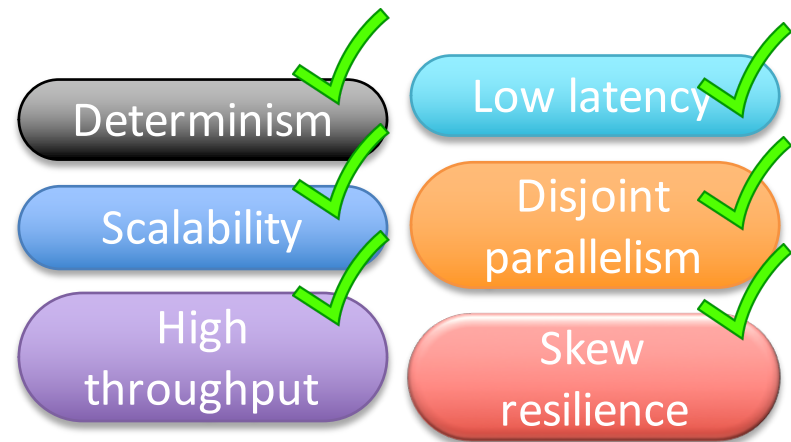 Determinism
Scalability
High
throughput
Low latency
Disjoint
parallelism
Skew
resilience